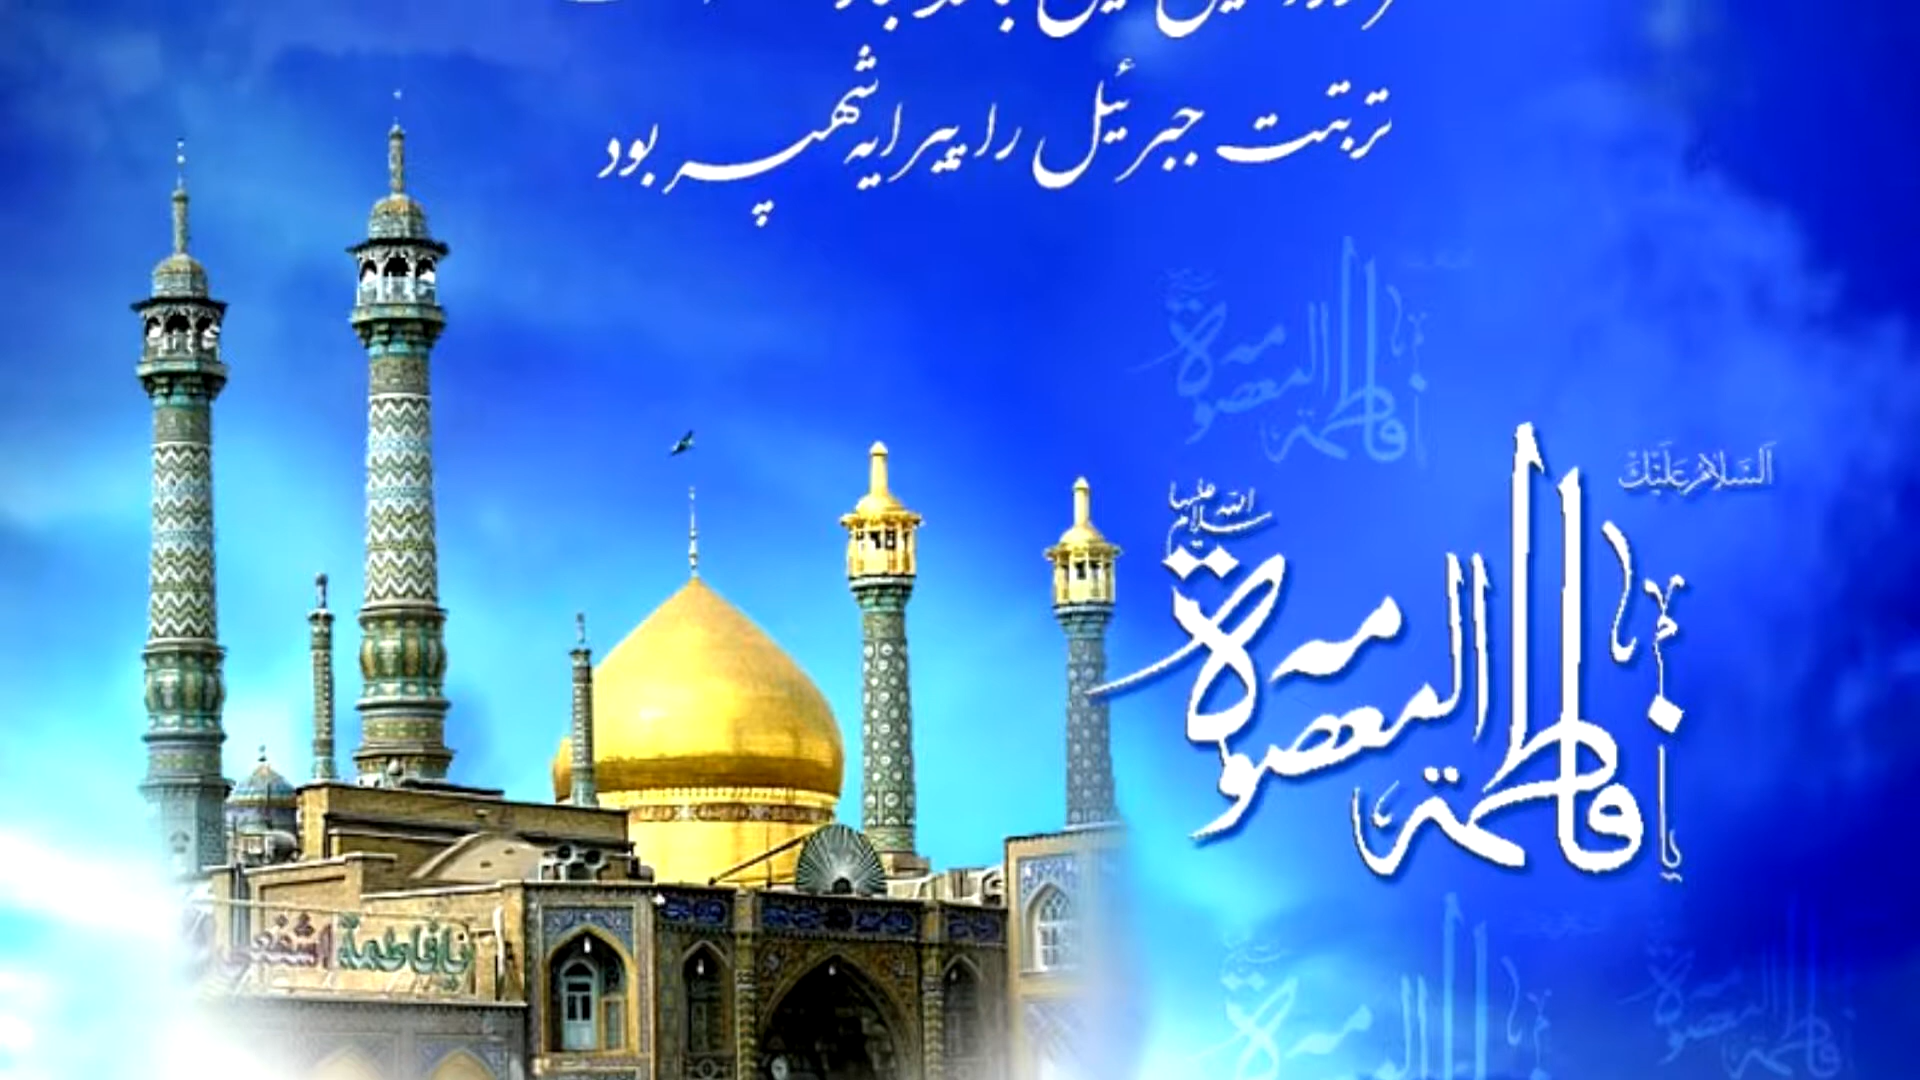 تربتت جبرئیل را پیرایه شهپر بود
السلام علیک
یا
فاطمة المعصومة
سلام الله علیها
یا فاطمة اشفعی